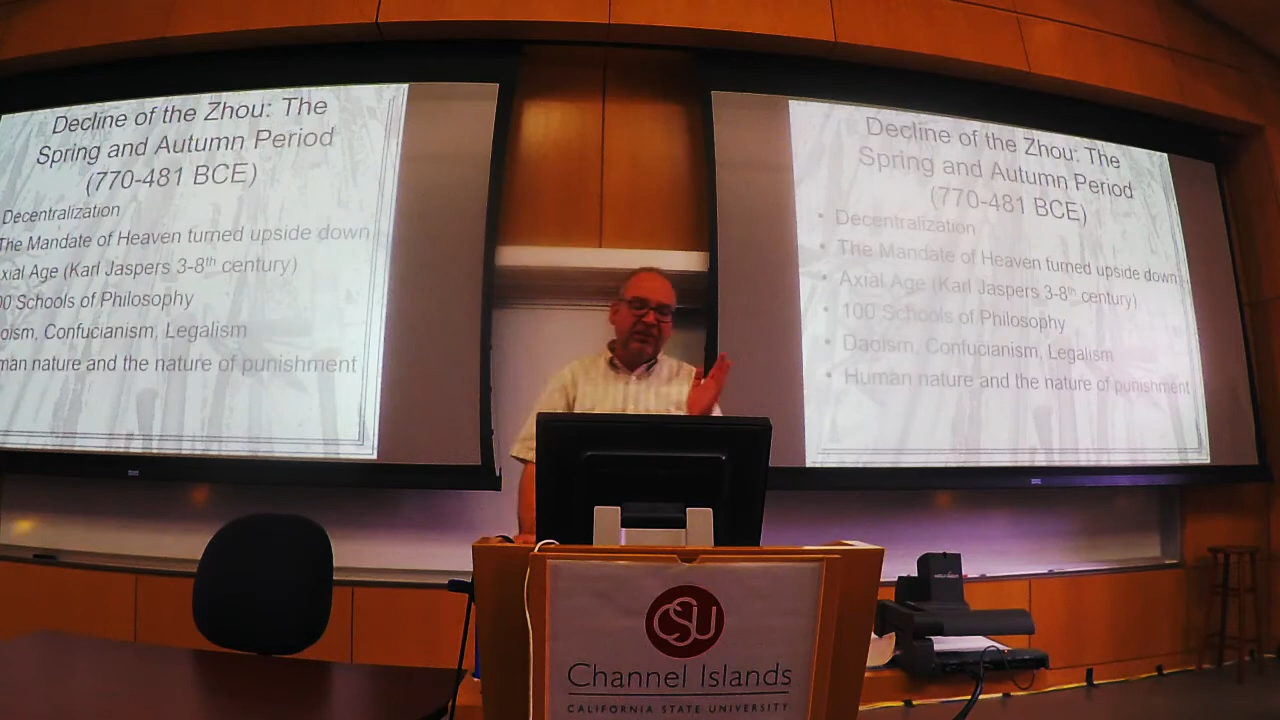 Decline of the Zhou: The
Spring and Autumn Period
(770-481 BCE)
Decentralization
The Mandate of Heaven turned upside down
xial Age (Karl Jaspers 3-8th century)
00 Schools of Philosophy
oism, Confucianism, Legalism
man nature and the nature of punishment
Decline of the Zhou: The
Spring and Autumn Period
(770-481 BCE)
• Decentralization
• The Mandate of Heaven turned upside down
• Axial Age (Karl Jaspers 3-8th century)
• 100 Schools of Philosophy
• Daoism, Confucianism, Legalism
• Human nature and the nature of punishment
CSU
Channel Islands
CALIFORNIA STATE UNIVERSITY